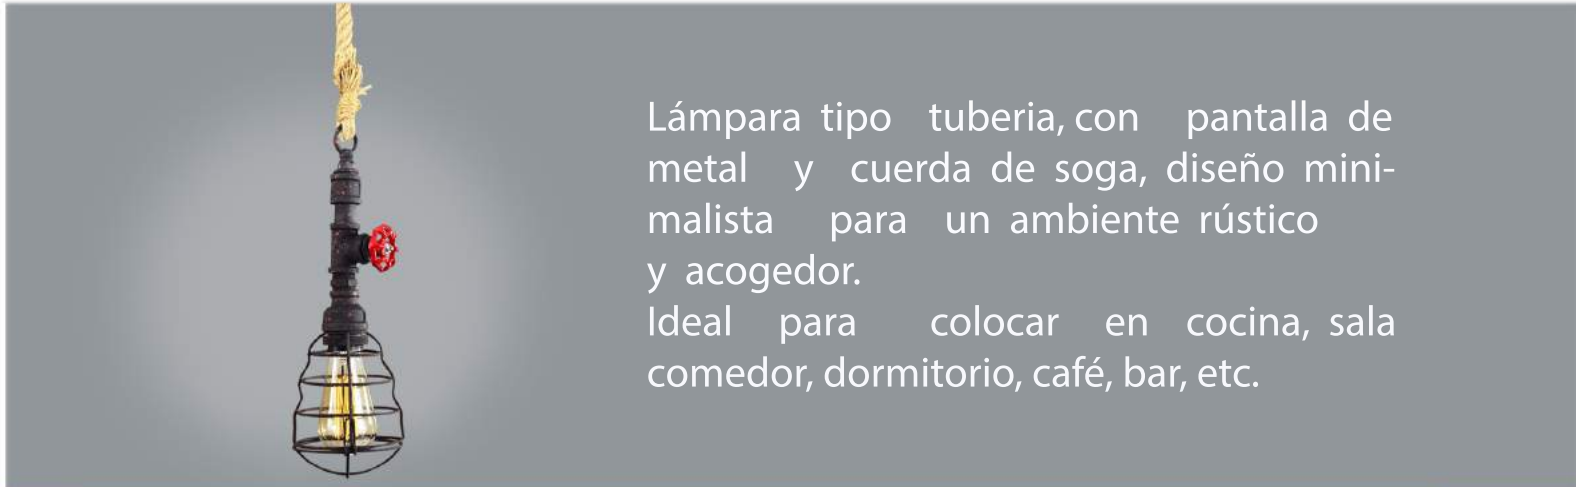 Lámpara tipo tuberia, con pantalla de
metal y cuerda de soga, diseño mini-
malista para un ambiente rústico
y acogedor.
Ideal para colocar en cocina, sala
comedor, dormitorio, café, bar, etc.